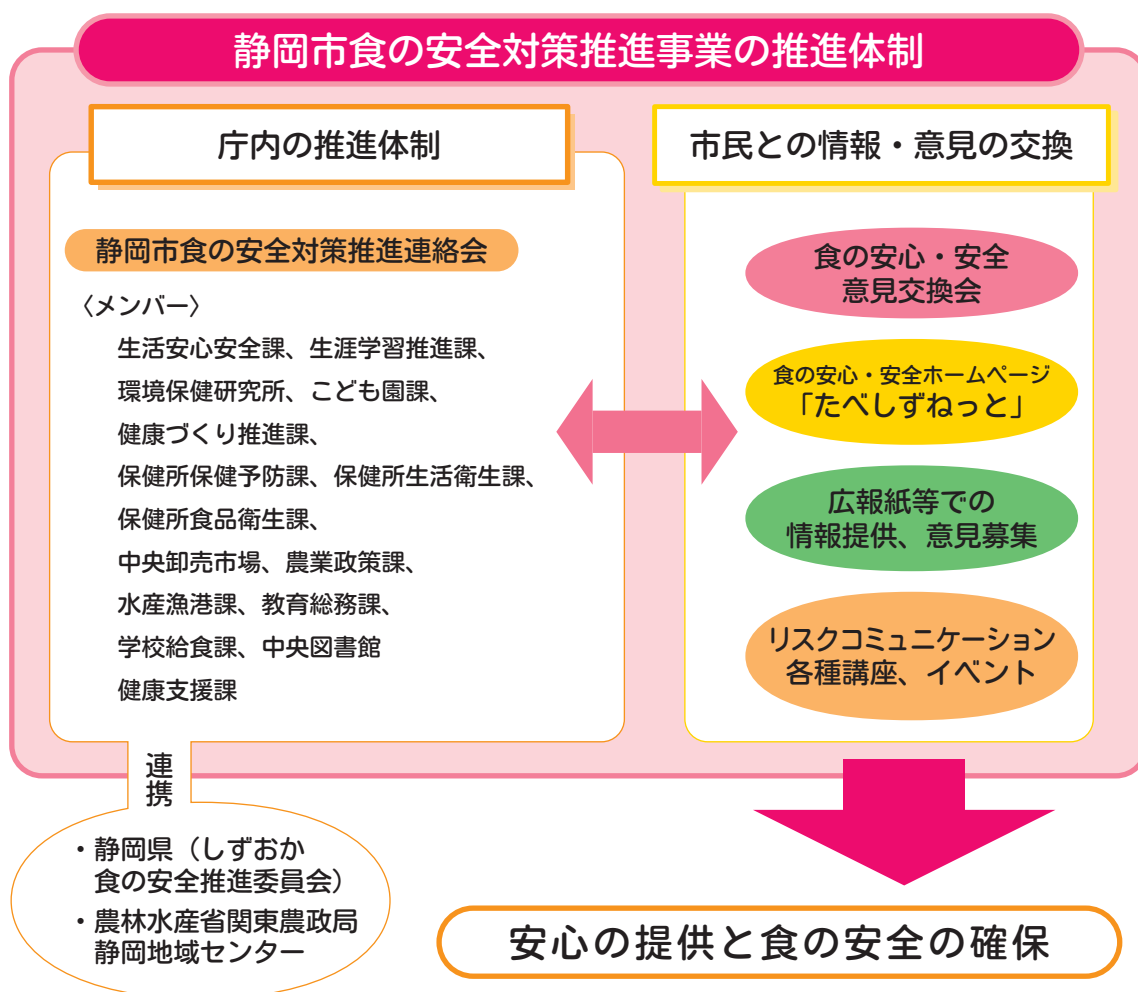 静岡市食の安全対策推進事業の推進体制
庁内の推進体制
静岡市食の安全対策推進連絡会
〈メンバー〉
生活安心安全課、生涯学習推進課、
環境保健研究所、こども園課、
健康づくり推進課、
保健所保健予防課、保健所生活衛生課、
保健所食品衛生課、
中央卸売市場、農業政策課、
水産漁港課、教育総務課、
学校給食課、中央図書館
健康支援課
市民との情報・意見の交換
食の安心・安全
意見交換会
食の安心・安全ホームページ
「たべしずねっと」
広報紙等での
情報提供、意見募集
リスクコミュニケーション
各種講座、イベント
連携
・静岡県（しずおか
食の安全推進委員会）
・農林水産省関東農政局
静岡地域センター
安心の提供と食の安全の確保